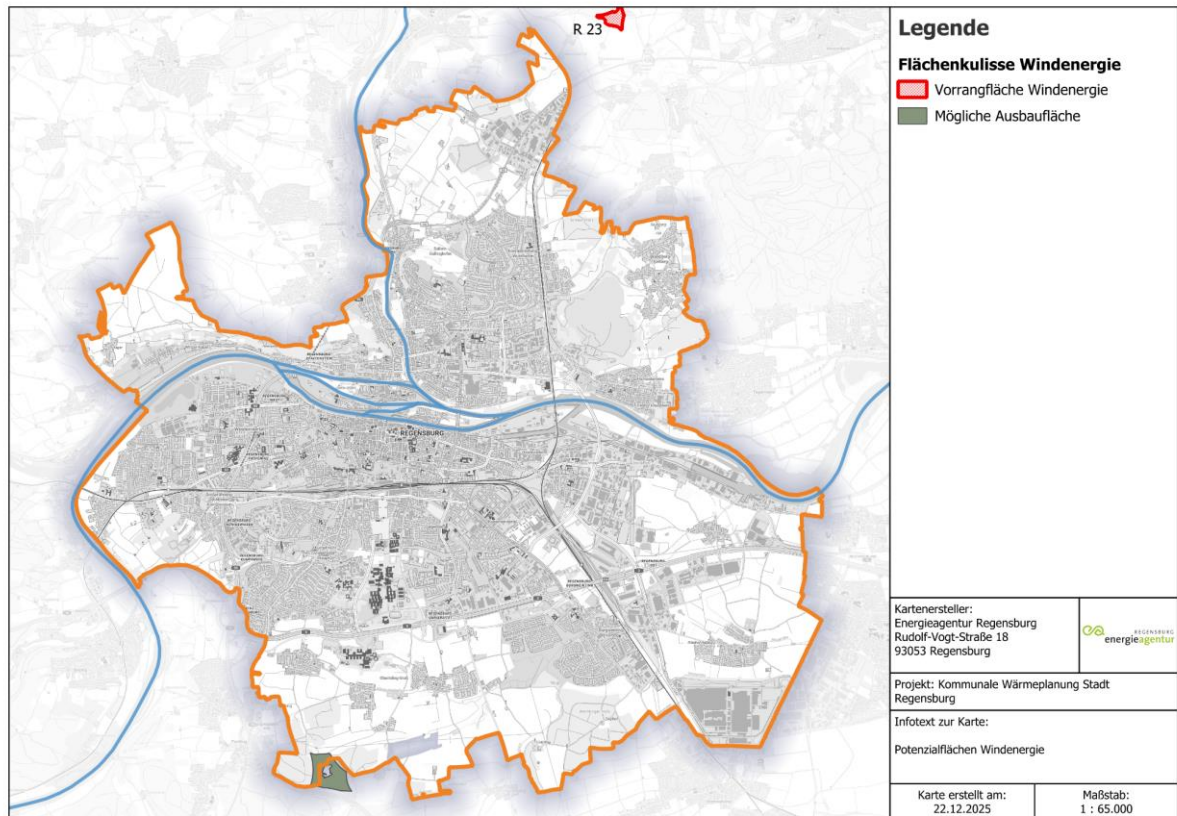 R 23
REGENSBURG
Legende
Flächenkulisse Windenergie
Vorrangfläche Windenergie
Mögliche Ausbaufläche
Kartenersteller:
Energieagentur Regensburg
Rudolf-Vogt-Straße 18
93053 Regensburg
REGENSBURG
energieagentur
Projekt: Kommunale Wärmeplanung Stadt
Regensburg
Infotext zur Karte:
Potenzialflächen Windenergie
Karte erstellt am:
22.12.2025
Maßstab:
1 : 65.000